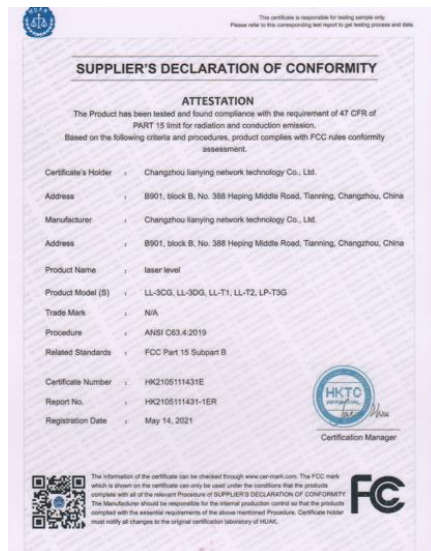 HUAK
This certificate is responsible for testing sample only.
Please refer to this corresponding test report to get testing process and data.
SUPPLIER'S DECLARATION OF CONFORMITY
ATTESTATION
The Product has been tested and found compliance with the requirement of 47 CFR of
PART 15 limit for radiation and conduction emission.
Based on the following criteria and procedures, product complies with FCC rules conformity
assessment.
Certificate's Holder : Changzhou lianying network technology Co., Ltd.
Address : B901, block B, No. 388 Heping Middle Road, Tianning, Changzhou, China
Manufacturer : Changzhou lianying network technology Co., Ltd.
Address : B901, block B, No. 388 Heping Middle Road, Tianning, Changzhou, China
Product Name : laser level
Product Model (S) : LL-3CG, LL-3DG, LL-T1, LL-T2, LP-T3G
Trade Mark : N/A
Procedure : ANSI C63.4:2019
Related Standards : FCC Part 15 Subpart B
Certificate Number : HK2105111431E
Report No. : HK2105111431-1ER
Registration Date : May 14, 2021
HKTC
APPROVAL
Certification Manager
The information of the certificate can be checked through www.cer-mark.com. The FCC mark
which is shown on the certificate can only be used under the conditions that the products
complete with all of the relevant Procedure of SUPPLIER'S DECLARATION OF CONFORMITY.
The Manufacturer should be responsible for the internal production control so that the products
complied with the essential requirements of the above mentioned Procedure. Certificate holder
must notify all changes to the original certification laboratory of HUAK.
FC